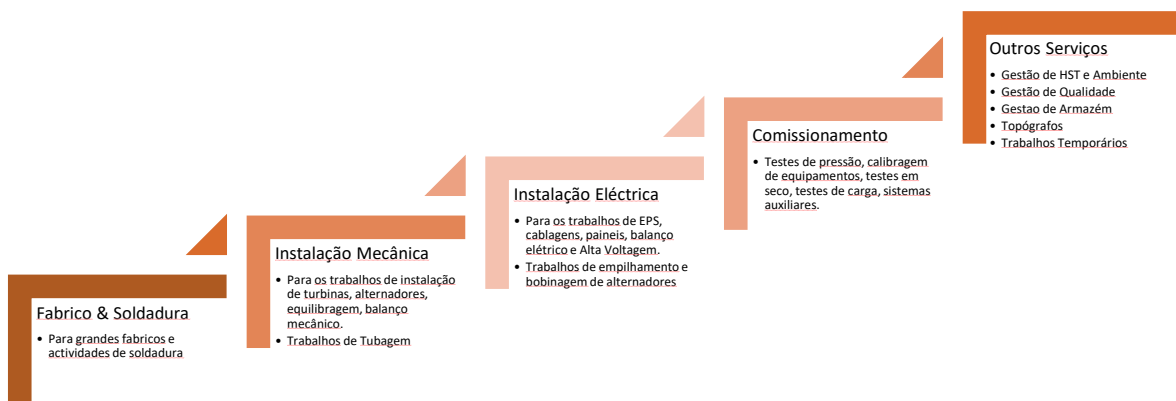 Fabrico & Soldadura
• Para grandes fabricos e
actividades de soldadura
Instalação Mecânica
• Para os trabalhos de instalação
de turbinas, alternadores,
equilibragem, balanço
mecânico.
• Trabalhos de Tubagem
Instalação Eléctrica
• Para os trabalhos de EPS,
cablagens, paineis, balanço
elétrico e Alta Voltagem.
• Trabalhos de empilhamento e
bobinagem de alternadores
Comissionamento
• Testes de pressão, calibragem
de equipamentos, testes em
seco, testes de carga, sistemas
auxiliares.
Outros Serviços
• Gestão de HST e Ambiente
• Gestão de Qualidade
• Gestao de Armazém
• Topógrafos
• Trabalhos Temporários